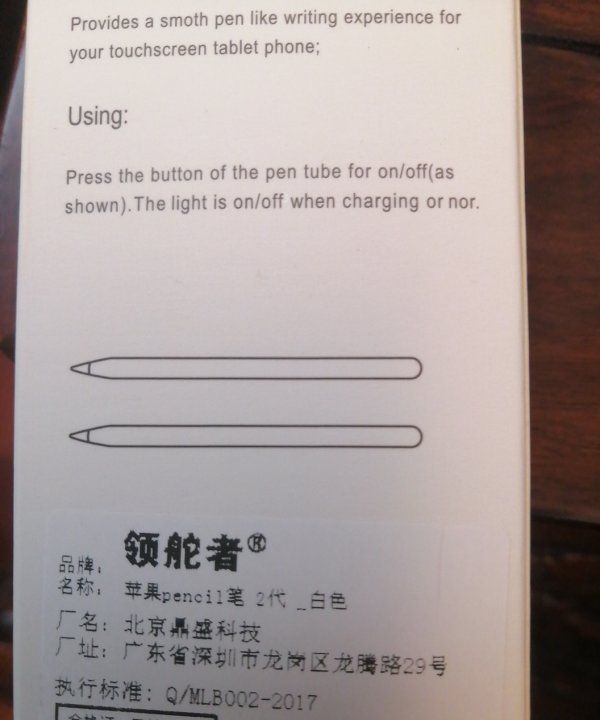 Provides a smoth pen like writing experience for
your touchscreen tablet phone;
Using:
Press the button of the pen tube for on/off(as
shown).The light is on/off when charging or nor.
品牌: 领舵者®
名称: 苹果pencil笔 2代 _白色
厂名: 北京鼎盛科技
厂址: 广东省深圳市龙岗区龙腾路29号
执行标准: Q/MLB002-2017